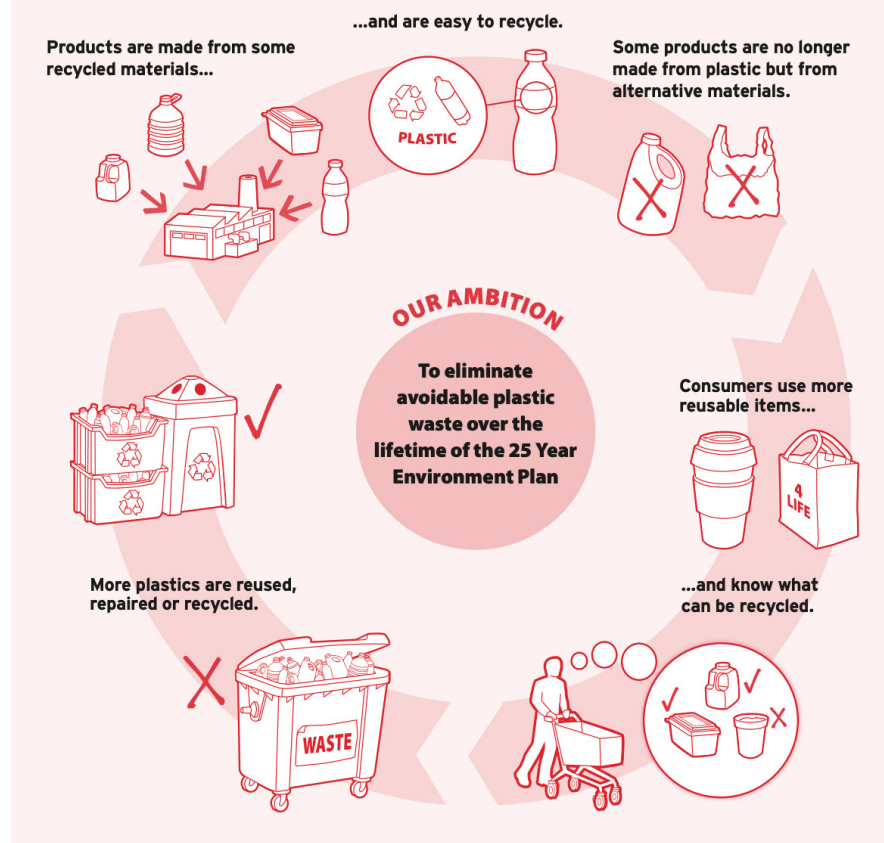 ...and are easy to recycle.
Products are made from some
recycled materials...
Some products are no longer
made from plastic but from
alternative materials.
PLASTIC
OUR AMBITION
To eliminate
avoidable plastic
waste over the
lifetime of the 25 Year
Environment Plan
Consumers use more
reusable items...
4
LIFE
More plastics are reused,
repaired or recycled.
...and know what
can be recycled.
WASTE